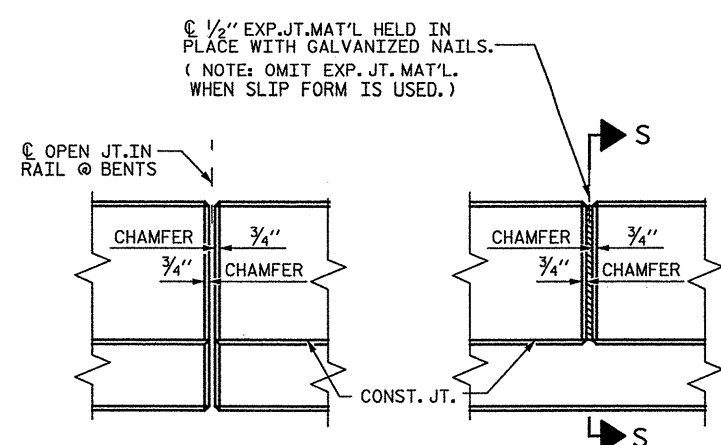 ℄ 1/2" EXP.JT.MAT'L HELD IN
PLACE WITH GALVANIZED NAILS.
( NOTE: OMIT EXP. JT. MAT'L.
WHEN SLIP FORM IS USED.)
S
℄ OPEN JT.IN
RAIL @ BENTS
CHAMFER 3/4"
3/4" CHAMFER
CHAMFER 3/4"
3/4" CHAMFER
CONST. JT.
S